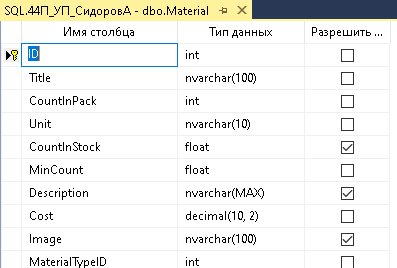 SQL.44П_УП_СидоровА - dbo.Material
Имя столбца Тип данных Разрешить ...
ID int
Title nvarchar(100)
CountInPack int
Unit nvarchar(10)
CountInStock float
MinCount float
Description nvarchar(MAX)
Cost decimal(10, 2)
Image nvarchar(100)
MaterialTypeID int